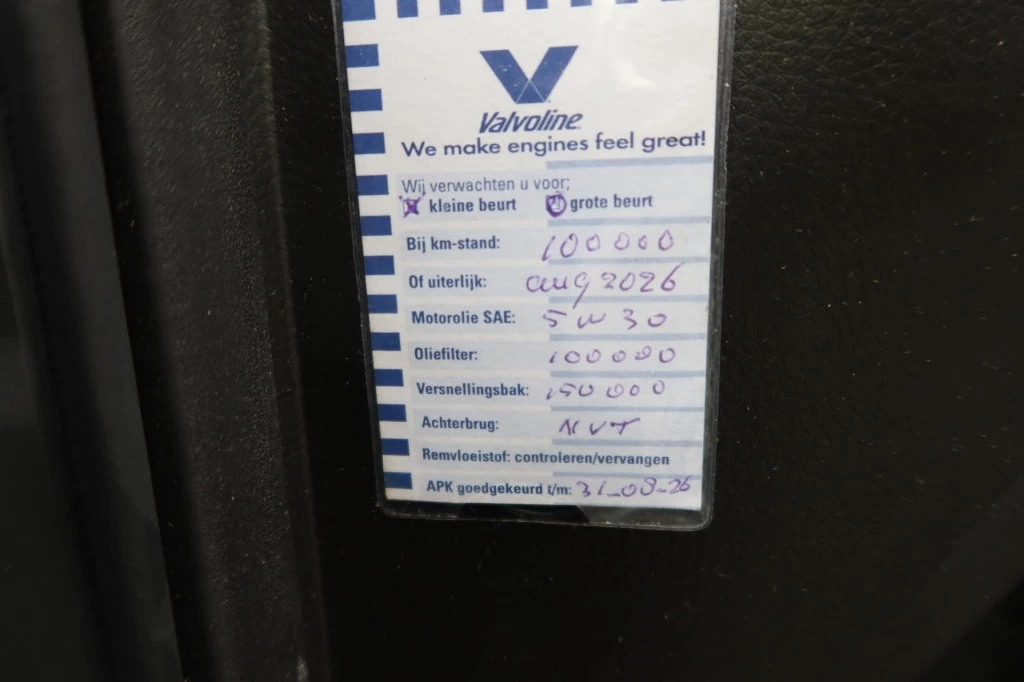 Valvoline
We make engines feel great!
Wij verwachten u voor;
kleine beurt grote beurt
Bij km-stand: 100000
Of uiterlijk: aug 2026
Motorolie SAE: 5w30
Oliefilter: 100000
Versnellingsbak: 150000
Achterbrug: NVT
Remvloeistof: controleren/vervangen
APK goedgekeurd t/m: 31-08-26